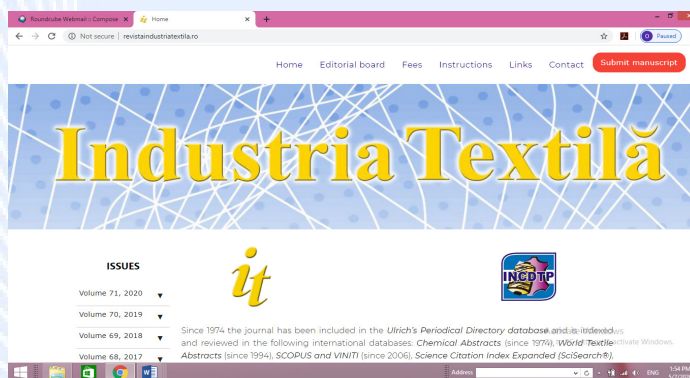 Roundcube Webmail :: Compose
Home
Not secure | revistaindustriatextila.ro
Paused
Home Editorial board Fees Instructions Links Contact Submit manuscript
Industria Textilă
it
INCDTP
ISSUES
Volume 71, 2020
Volume 70, 2019
Volume 69, 2018
Volume 68, 2017
Since 1974 the journal has been included in the Ulrich's Periodical Directory database and is indexed
and reviewed in the following international databases: Chemical Abstracts (since 1974), World Textile
Abstracts (since 1994), SCOPUS and VINITI (since 2006), Science Citation Index Expanded (SciSearch®),
Address
ENG
1:54 PM